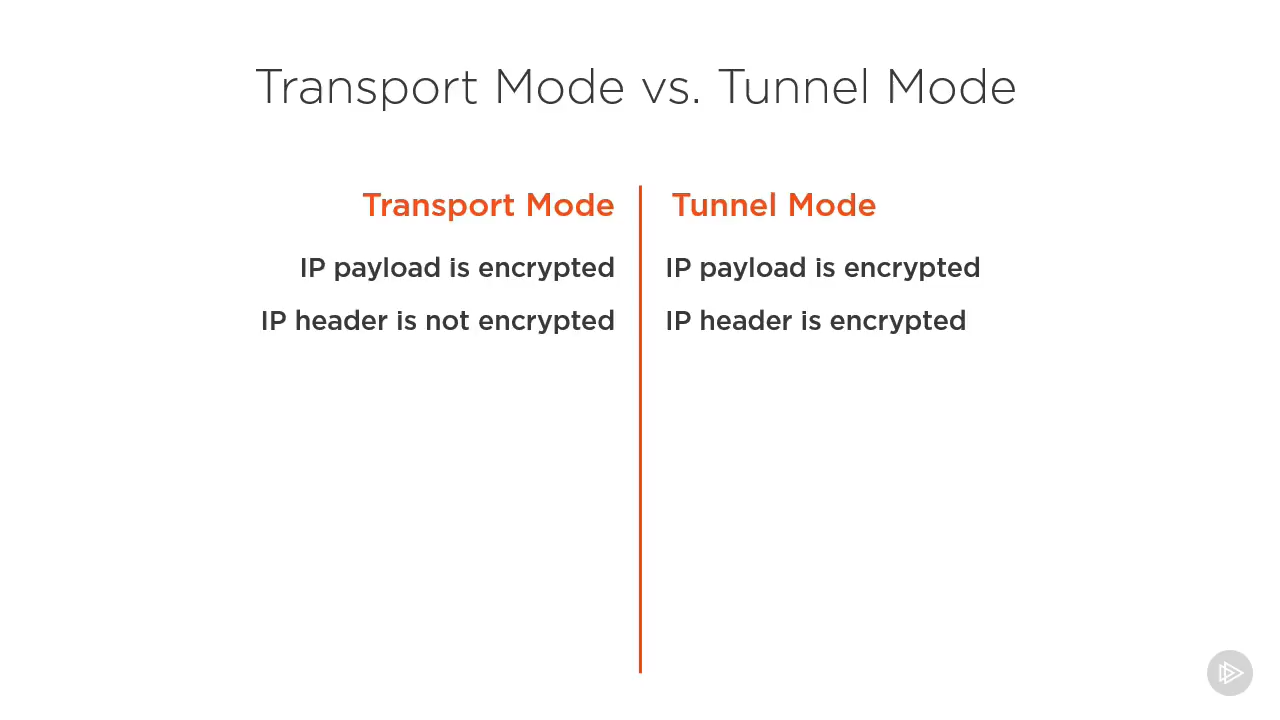 Transport Mode vs. Tunnel Mode
Transport Mode
IP payload is encrypted
IP header is not encrypted
Tunnel Mode
IP payload is encrypted
IP header is encrypted